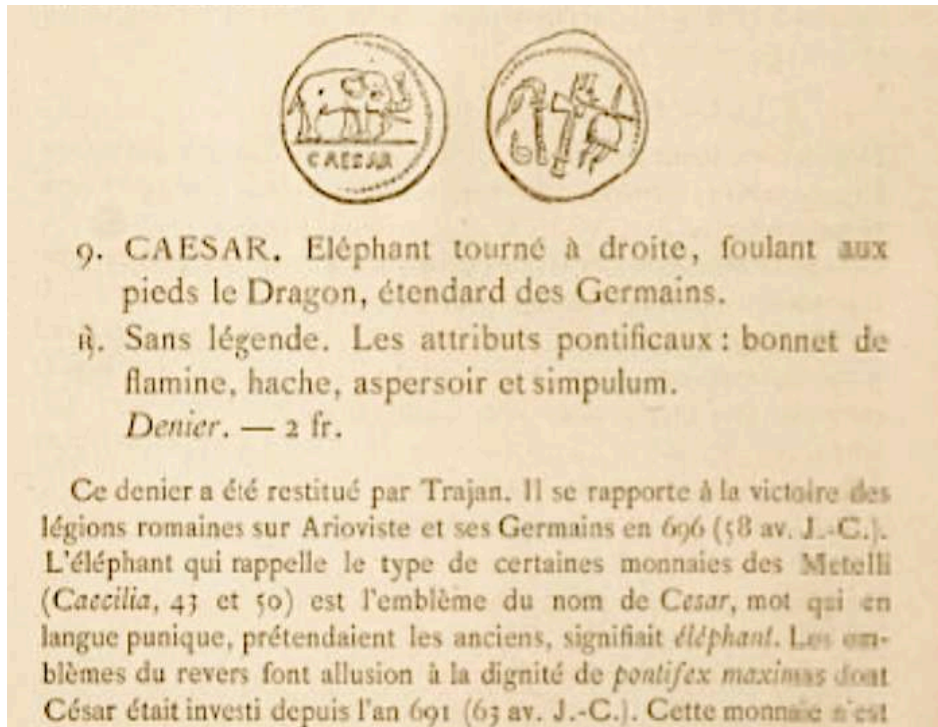 CAESAR
9. CAESAR. Eléphant tourné à droite, foulant aux
pieds le Dragon, étendard des Germains.
℟. Sans légende. Les attributs pontificaux : bonnet de
flamine, hache, aspersoir et simpulum.
Denier. — 2 fr.
Ce denier a été restitué par Trajan. Il se rapporte à la victoire des
légions romaines sur Arioviste et ses Germains en 696 (58 av. J.-C.).
L'éléphant qui rappelle le type de certaines monnaies des Metelli
(Caecilia, 43 et 50) est l'emblème du nom de Cesar, mot qui en
langue punique, prétendaient les anciens, signifiait éléphant. Les em-
blèmes du revers font allusion à la dignité de pontifex maximus dont
César était investi depuis l'an 691 (63 av. J.-C.). Cette monnaie n'est